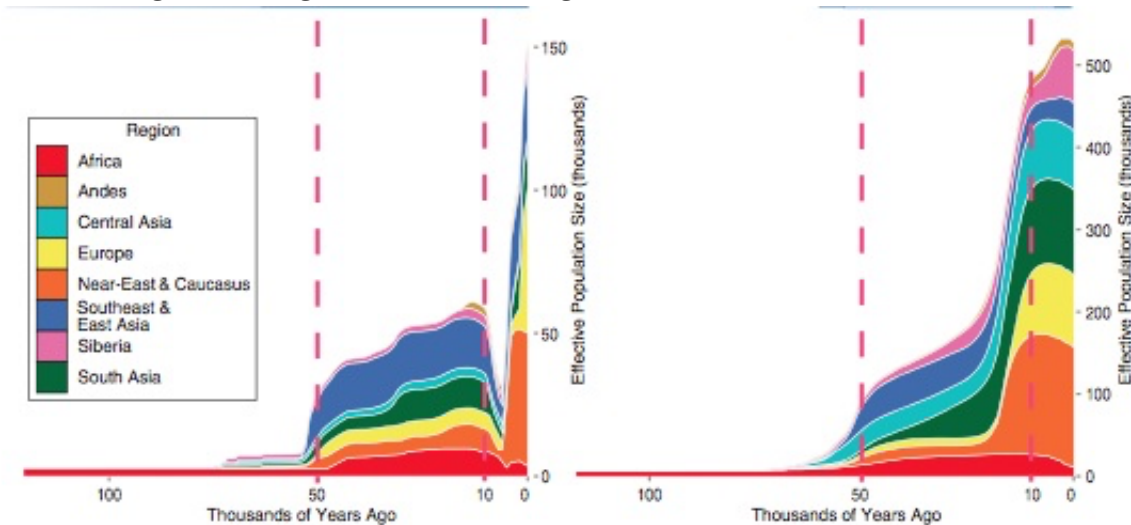 Region
Africa
Andes
Central Asia
Europe
Near-East & Caucasus
Southeast &
East Asia
Siberia
South Asia
150
100
50
0
Effective Population Size (thousands)
100
50
10
0
Thousands of Years Ago
500
400
300
200
100
0
Effective Population Size (thousands)
100
50
10
0
Thousands of Years Ago